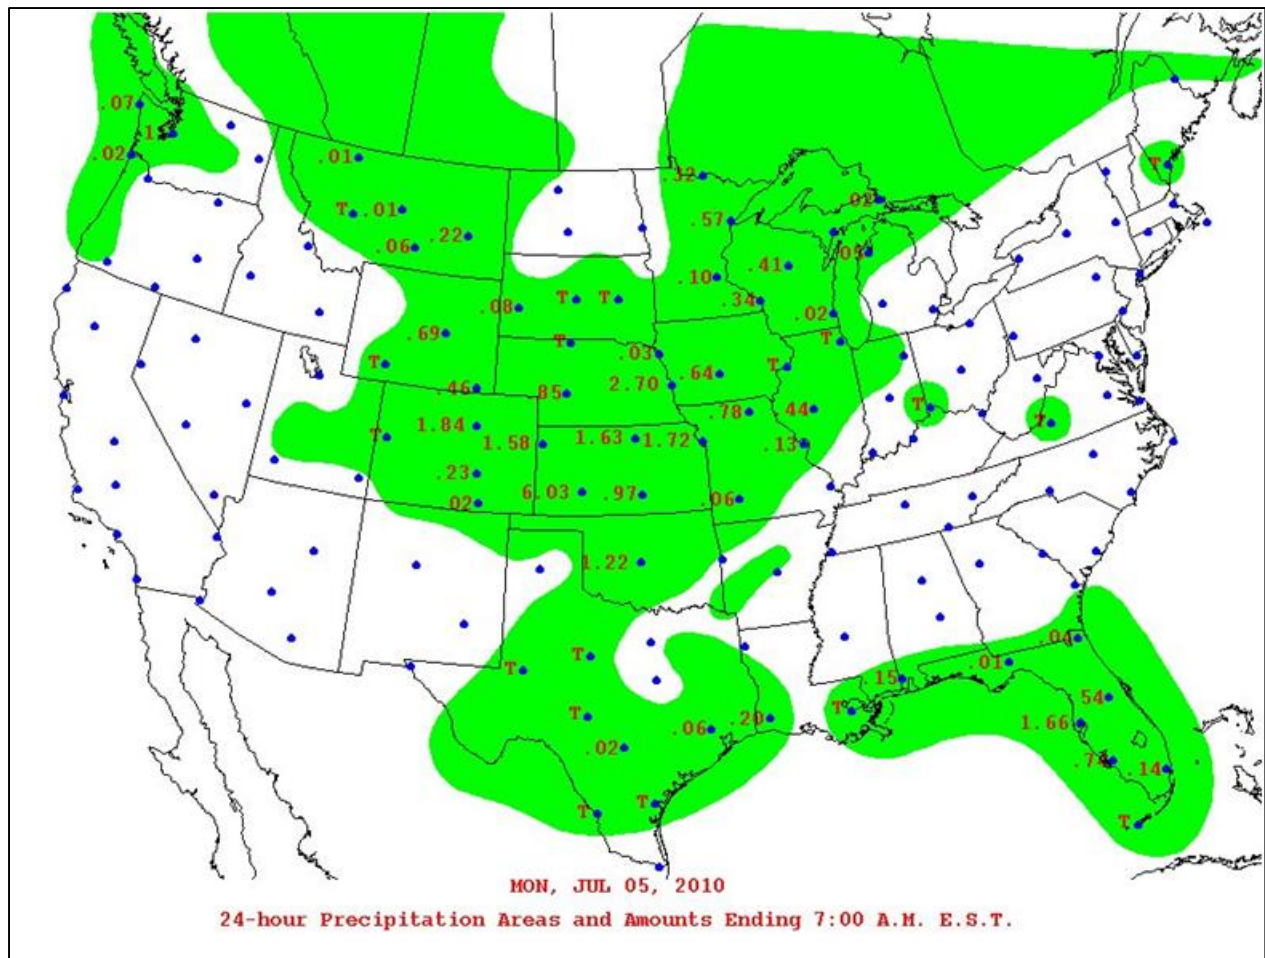 .07
.02
.01
T
.01
.06
.22
.32
.57
.02
.05
T
.10
.41
.34
.02
T
.08
T
T
.69
T
.46
T
.03
.64
2.70
.85
.78
T
.44
.13
T
T
T
1.84
1.58
1.63
1.72
.23
.02
6.03
.97
.06
1.22
T
T
T
.02
.06
.20
T
T
T
.15
.01
.04
.54
1.66
.74
.14
T
MON, JUL 05, 2010
24-hour Precipitation Areas and Amounts Ending 7:00 A.M. E.S.T.